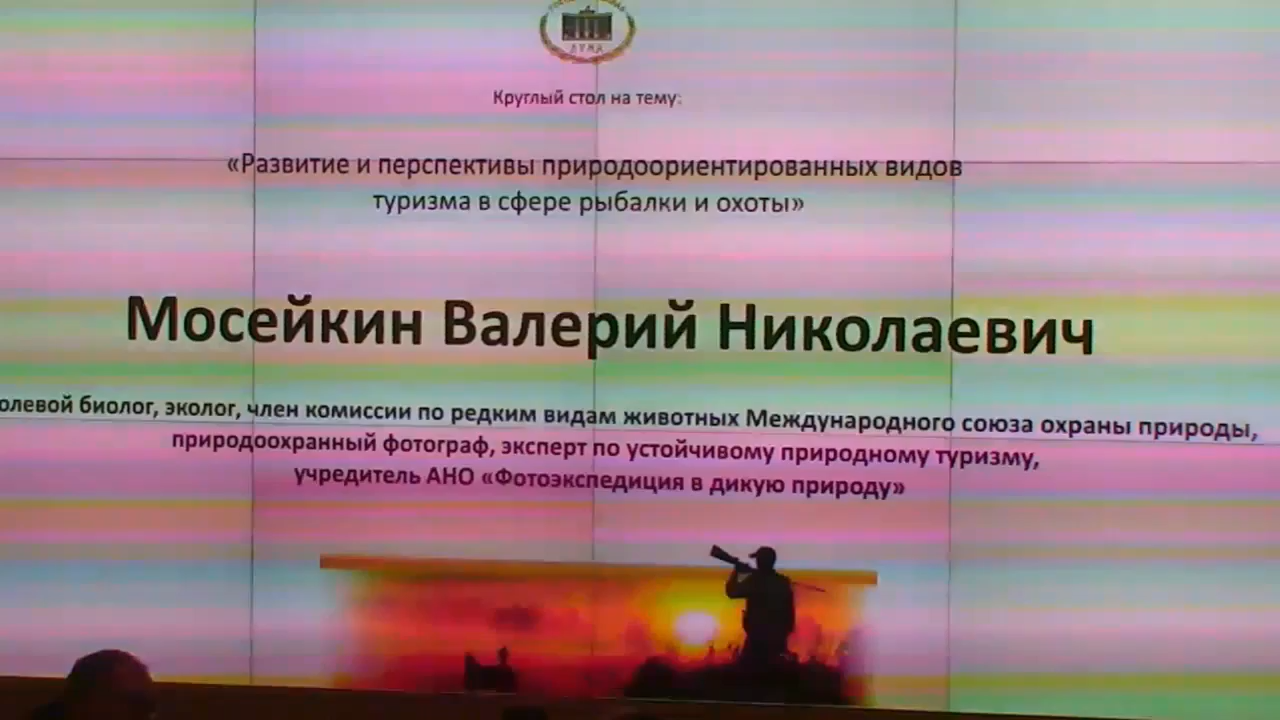 ДУМА
Круглый стол на тему:
«Развитие и перспективы природоориентированных видов
туризма в сфере рыбалки и охоты»
Мосейкин Валерий Николаевич
олевой биолог, эколог, член комиссии по редким видам животных Международного союза охраны природы,
природоохранный фотограф, эксперт по устойчивому природному туризму,
учредитель АНО «Фотоэкспедиция в дикую природу»